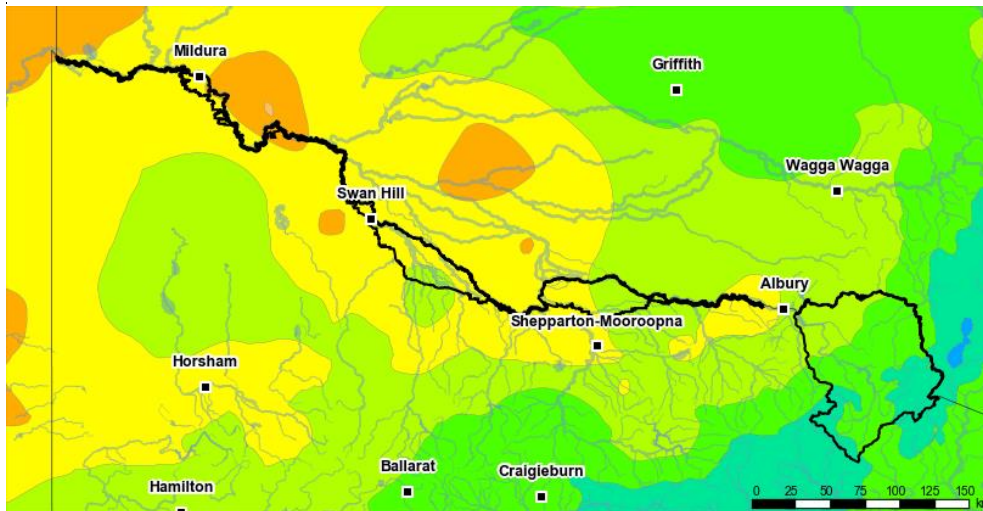 Mildura
Griffith
Wagga Wagga
Swan Hill
Albury
Shepparton-Mooroopna
Horsham
Ballarat
Craigieburn
Hamilton
0 25 50 75 100 125 150